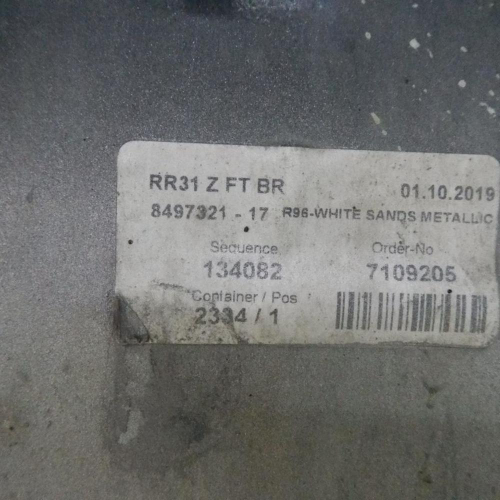 RR31 Z FT BR 01.10.2019
8497321 - 17 R96-WHITE SANDS METALLIC
Sequence Order-No
134082 7109205
Container / Pos
2334 / 1